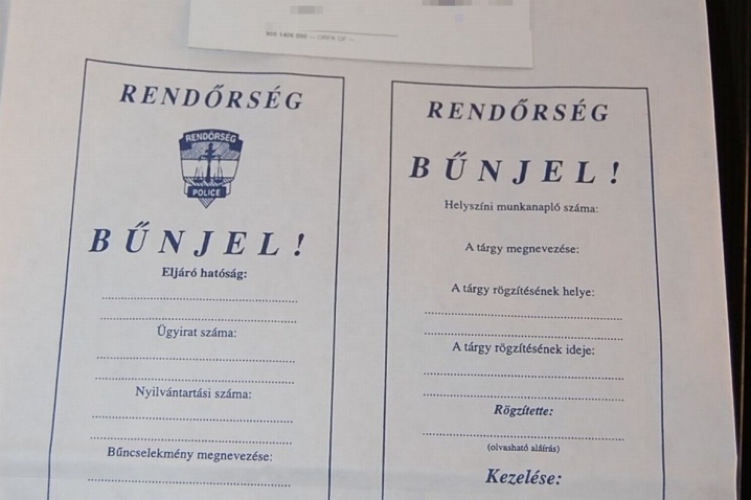 RENDŐRSÉG
RENDŐRSÉG
POLICE
BŰNJEL!
Eljáró hatóság:
Ügyirat száma:
Nyilvántartási száma:
Bűncselekmény megnevezése:
RENDŐRSÉG
BŰNJEL!
Helyszíni munkanapló száma:
A tárgy megnevezése:
A tárgy rögzítésének helye:
A tárgy rögzítésének ideje:
Rögzítette:
(olvasható aláírás)
Kezelése: